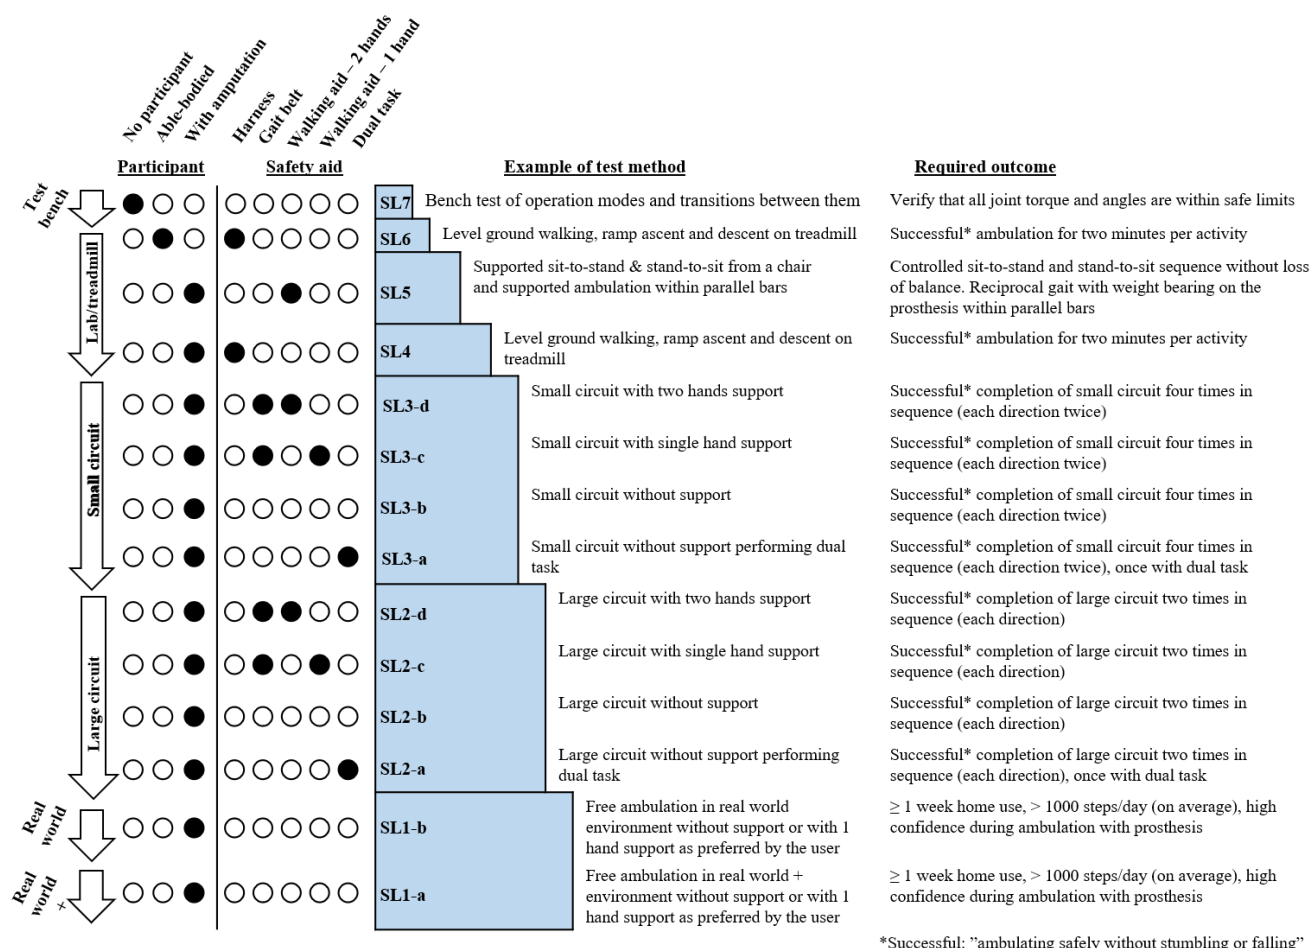 No participant
Able-bodied
With amputation
Harness
Gait belt
Walking aid – 2 hands
Walking aid – 1 hand
Dual task
Participant
Safety aid
Example of test method
Required outcome
Test
bench
SL7
Bench test of operation modes and transitions between them
Verify that all joint torque and angles are within safe limits
Lab/treadmill
SL6
Level ground walking, ramp ascent and descent on treadmill
Successful* ambulation for two minutes per activity
SL5
Supported sit-to-stand & stand-to-sit from a chair
and supported ambulation within parallel bars
Controlled sit-to-stand and stand-to-sit sequence without loss
of balance. Reciprocal gait with weight bearing on the
prosthesis within parallel bars
SL4
Level ground walking, ramp ascent and descent on
treadmill
Successful* ambulation for two minutes per activity
Small circuit
SL3-d
Small circuit with two hands support
Successful* completion of small circuit four times in
sequence (each direction twice)
SL3-c
Small circuit with single hand support
Successful* completion of small circuit four times in
sequence (each direction twice)
SL3-b
Small circuit without support
Successful* completion of small circuit four times in
sequence (each direction twice)
SL3-a
Small circuit without support performing dual
task
Successful* completion of small circuit four times in
sequence (each direction twice), once with dual task
Large circuit
SL2-d
Large circuit with two hands support
Successful* completion of large circuit two times in
sequence (each direction)
SL2-c
Large circuit with single hand support
Successful* completion of large circuit two times in
sequence (each direction)
SL2-b
Large circuit without support
Successful* completion of large circuit two times in
sequence (each direction)
SL2-a
Large circuit without support performing
dual task
Successful* completion of large circuit two times in
sequence (each direction), once with dual task
Real
world
SL1-b
Free ambulation in real world
environment without support or with 1
hand support as preferred by the user
≥ 1 week home use, > 1000 steps/day (on average), high
confidence during ambulation with prosthesis
Real
world
+
SL1-a
Free ambulation in real world +
environment without support or with 1
hand support as preferred by the user
≥ 1 week home use, > 1000 steps/day (on average), high
confidence during ambulation with prosthesis
*Successful: ”ambulating safely without stumbling or falling”